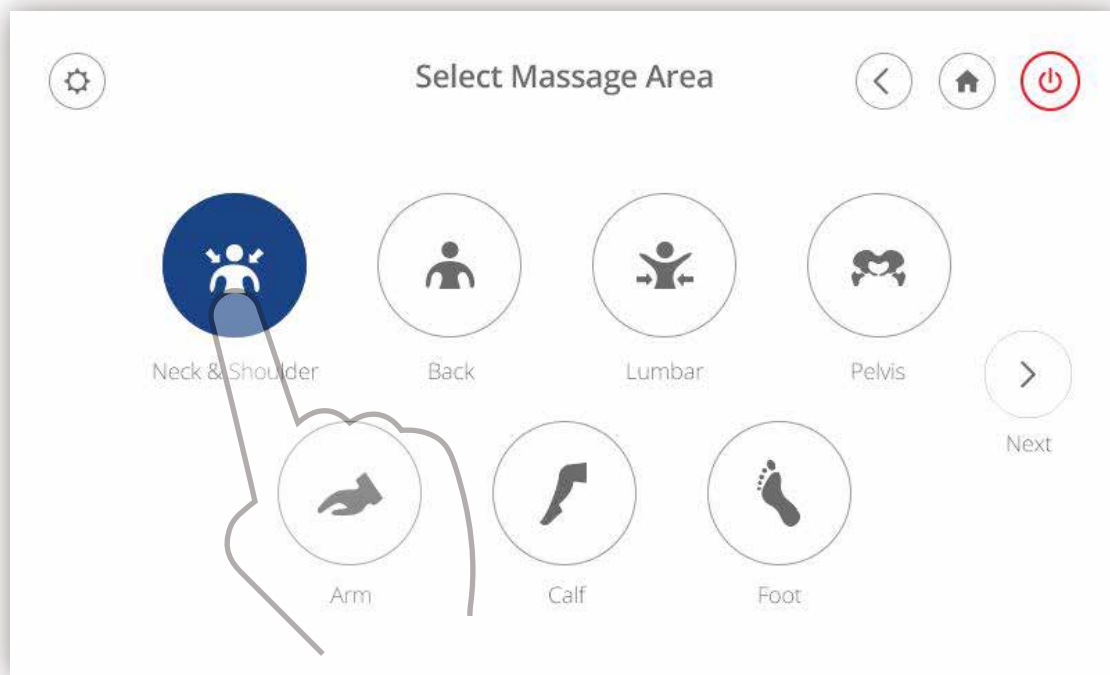 Select Massage Area
Neck & Shoulder
Back
Lumbar
Pelvis
Next
Arm
Calf
Foot